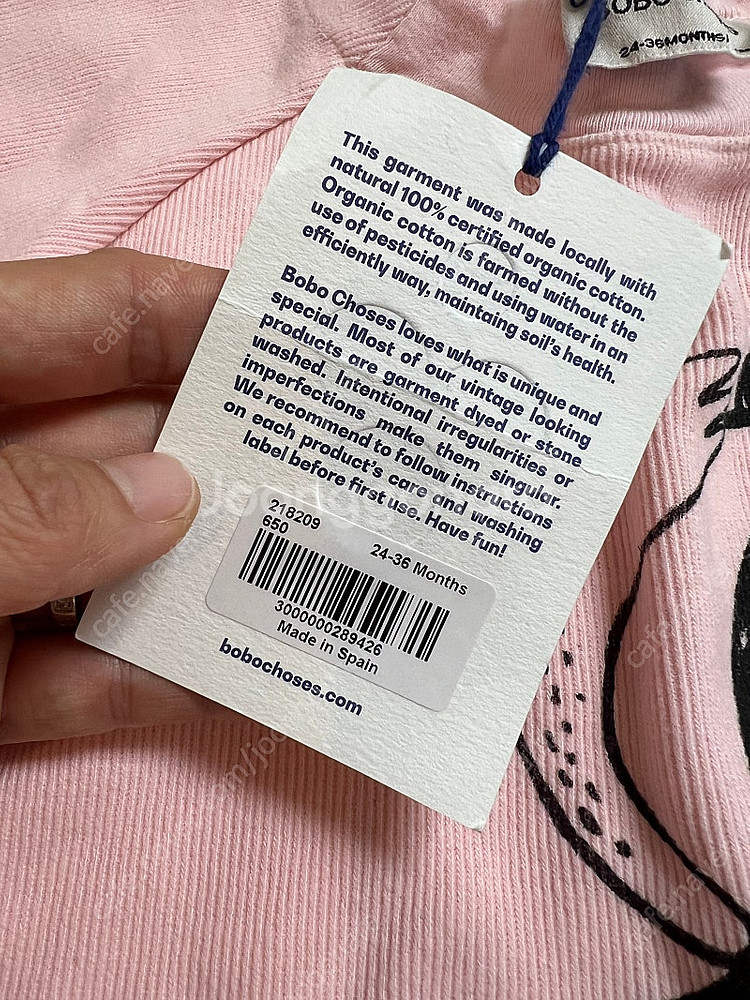 BOBO
24-36MONTHS
This garment was made locally with
natural 100% certified organic cotton.
Organic cotton is farmed without the
use of pesticides and using water in an
efficiently way, maintaing soil's health.
Bobo Choses loves what is unique and
special. Most of our vintage looking
products are garment dyed or stone
washed. Intentional irregularities or
imperfections make them singular.
We recommend to follow instructions
on each product's care and washing
label before first use. Have fun!
218209
650
24-36 Months
3000000289426
Made in Spain
bobochoses.com
cafe.naver